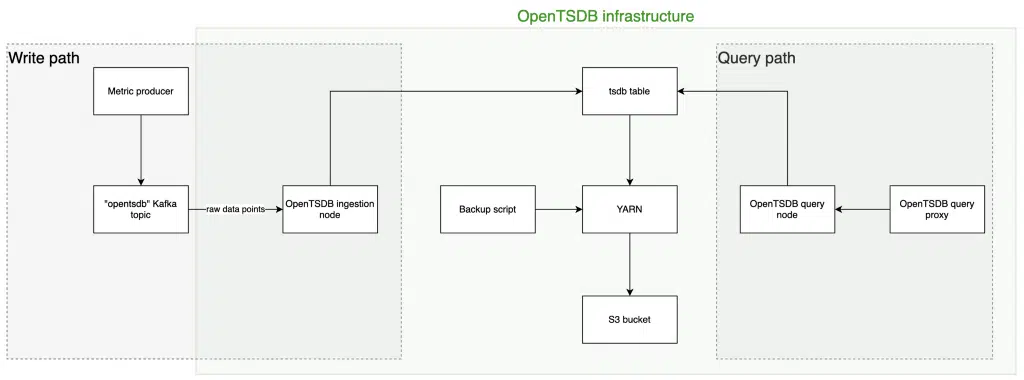 OpenTSDB infrastructure
Write path
Query path
Metric producer
tsdb table
"opentsdb" Kafka
topic
raw data points
OpenTSDB ingestion
node
Backup script
YARN
OpenTSDB query
node
OpenTSDB query
proxy
S3 bucket